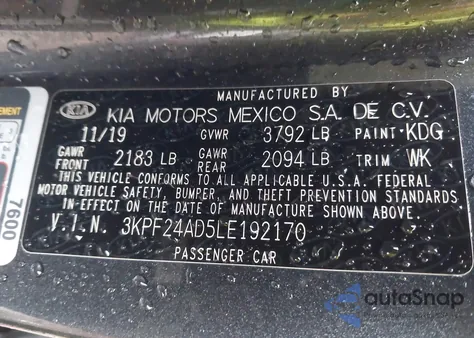 MANUFACTURED BY
KIA KIA MOTORS MEXICO S.A. DE C.V.
11/19 GVWR 3792 LB PAINT KDG
GAWR FRONT 2183 LB GAWR REAR 2094 LB TRIM WK
THIS VEHICLE CONFORMS TO ALL APPLICABLE U.S.A. FEDERAL
MOTOR VEHICLE SAFETY, BUMPER, AND THEFT PREVENTION STANDARDS
IN EFFECT ON THE DATE OF MANUFACTURE SHOWN ABOVE.
V.I.N. 3KPF24AD5LE192170
PASSENGER CAR
7600
autoSnap